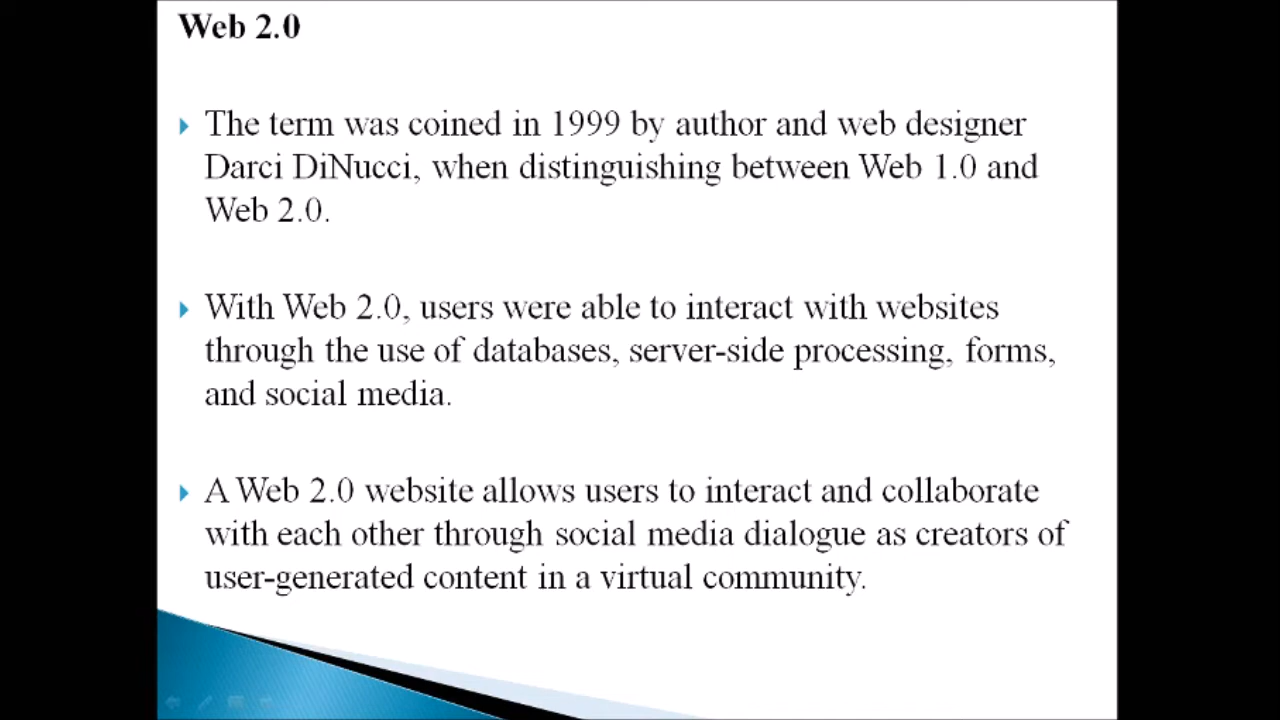 Web 2.0
The term was coined in 1999 by author and web designer
Darci DiNucci, when distinguishing between Web 1.0 and
Web 2.0.
With Web 2.0, users were able to interact with websites
through the use of databases, server-side processing, forms,
and social media.
A Web 2.0 website allows users to interact and collaborate
with each other through social media dialogue as creators of
user-generated content in a virtual community.